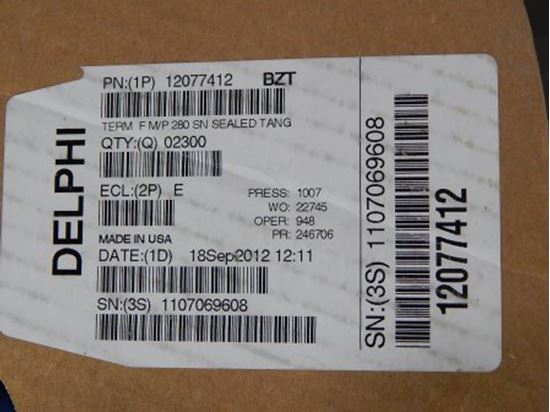 DELPHI
PN:(1P) 12077412 BZT
TERM F M/P 280 SN SEALED TANG
QTY:(Q) 02300
ECL:(2P) E
PRESS: 1007
WO: 22745
OPER: 948
PR: 246706
MADE IN USA
DATE:(1D) 18Sep2012 12:11
SN:(3S) 1107069608
SN:(3S) 1107069608
12077412